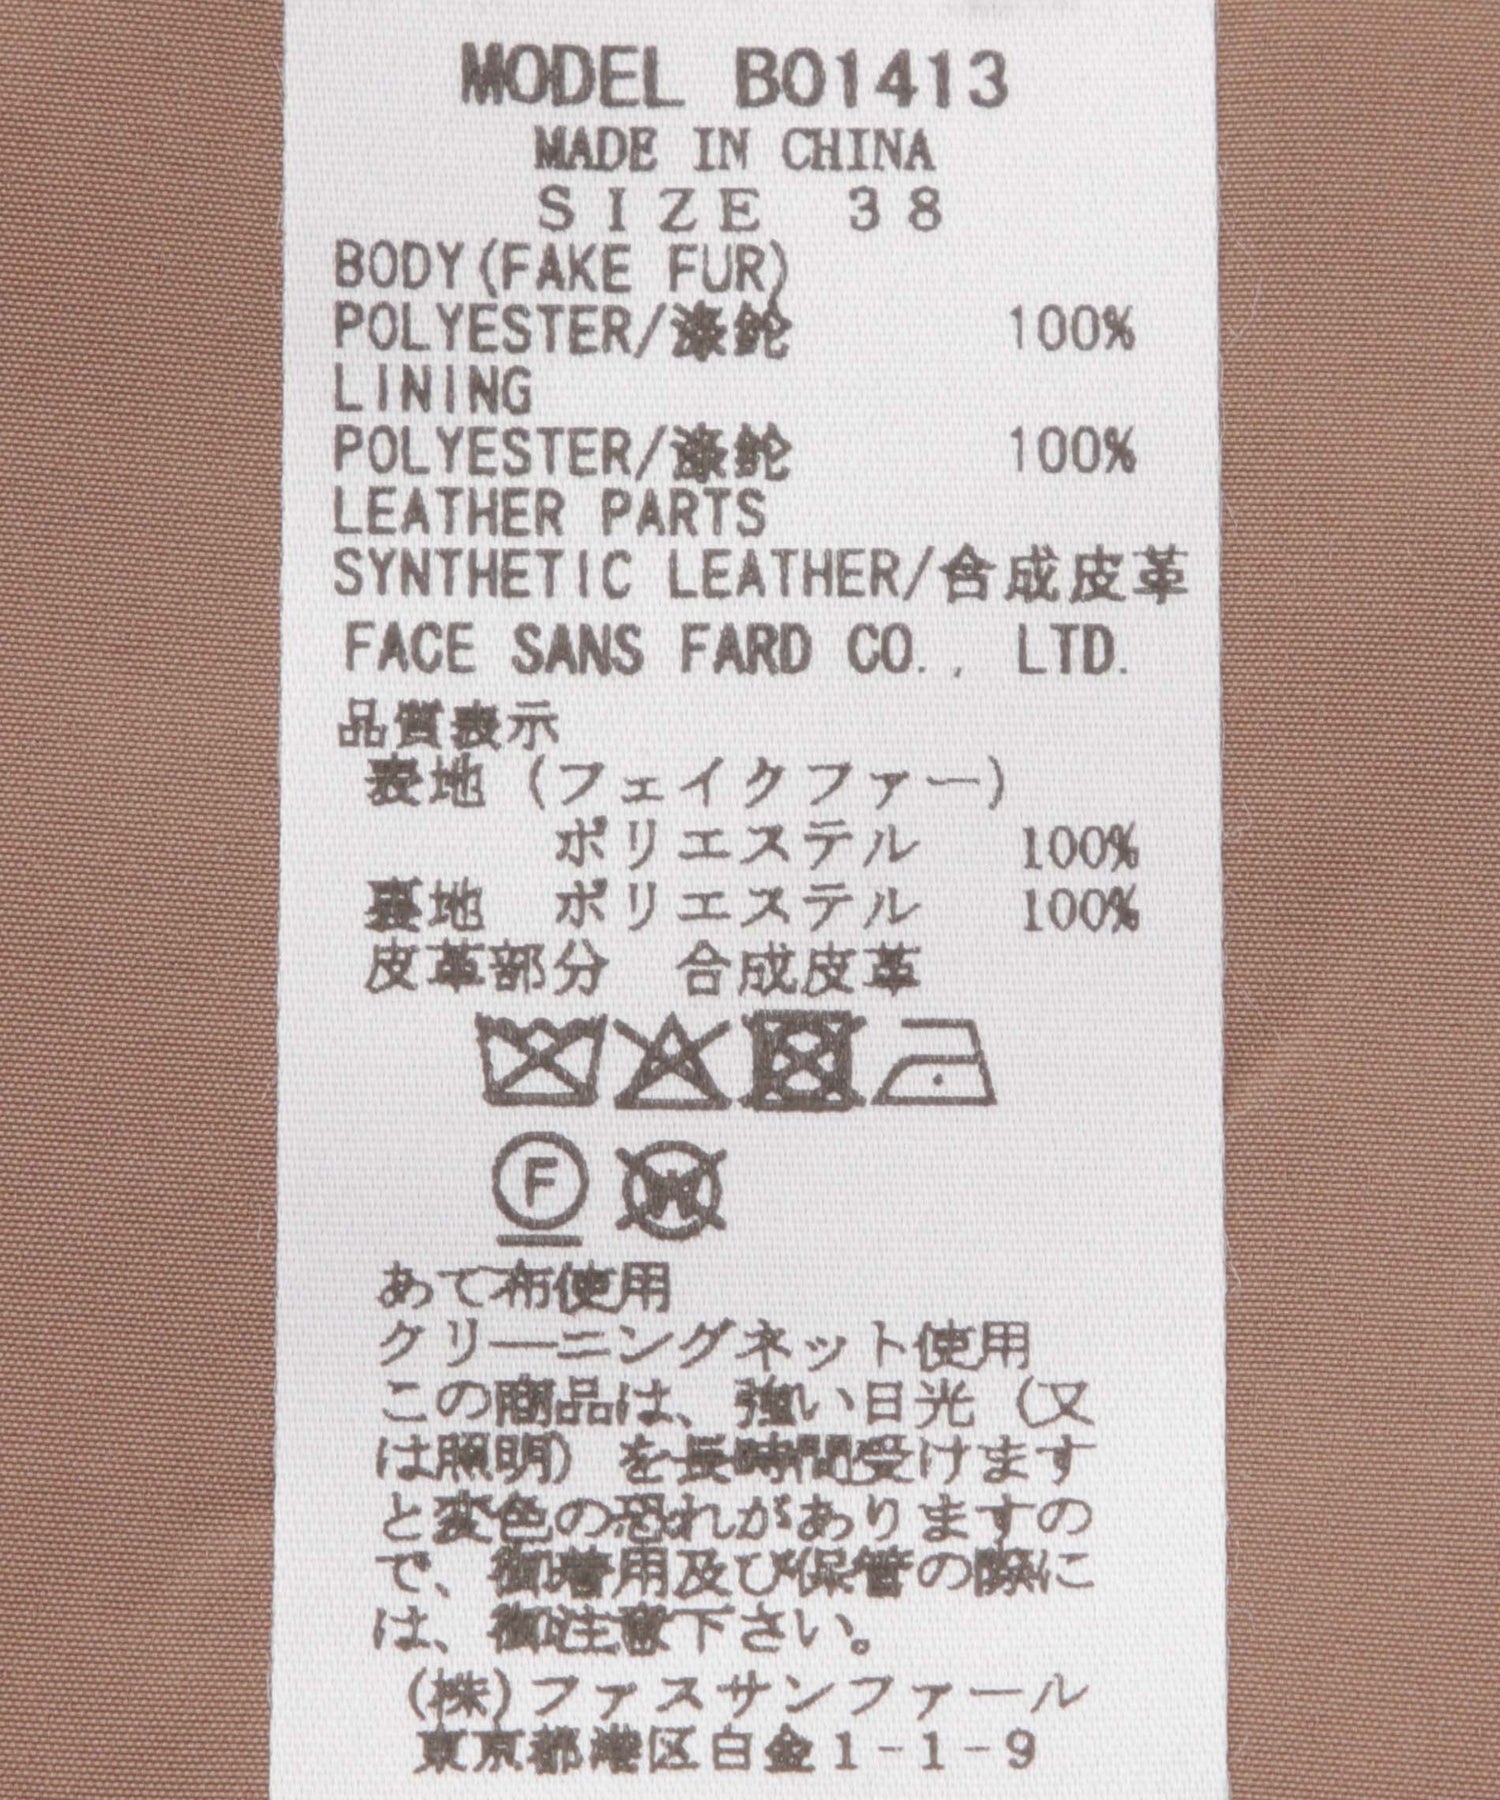 MODEL B01413
MADE IN CHINA
SIZE 38
BODY(FAKE FUR)
POLYESTER/滌綸 100%
LINING
POLYESTER/滌綸 100%
LEATHER PARTS
SYNTHETIC LEATHER/合成皮革
FACE SANS FARD CO., LTD.
品質表示
表地 (フェイクファー)
ポリエステル 100%
裏地 ポリエステル 100%
皮革部分 合成皮革
F
W
あて布使用
クリーニングネット使用
この商品は、強い日光(又
は照明)を長時間受けます
と変色の恐れがありますの
で、御着用及び保管の際に
は、御注意下さい。
(株)ファスサンファール
東京都港区白金1-1-9